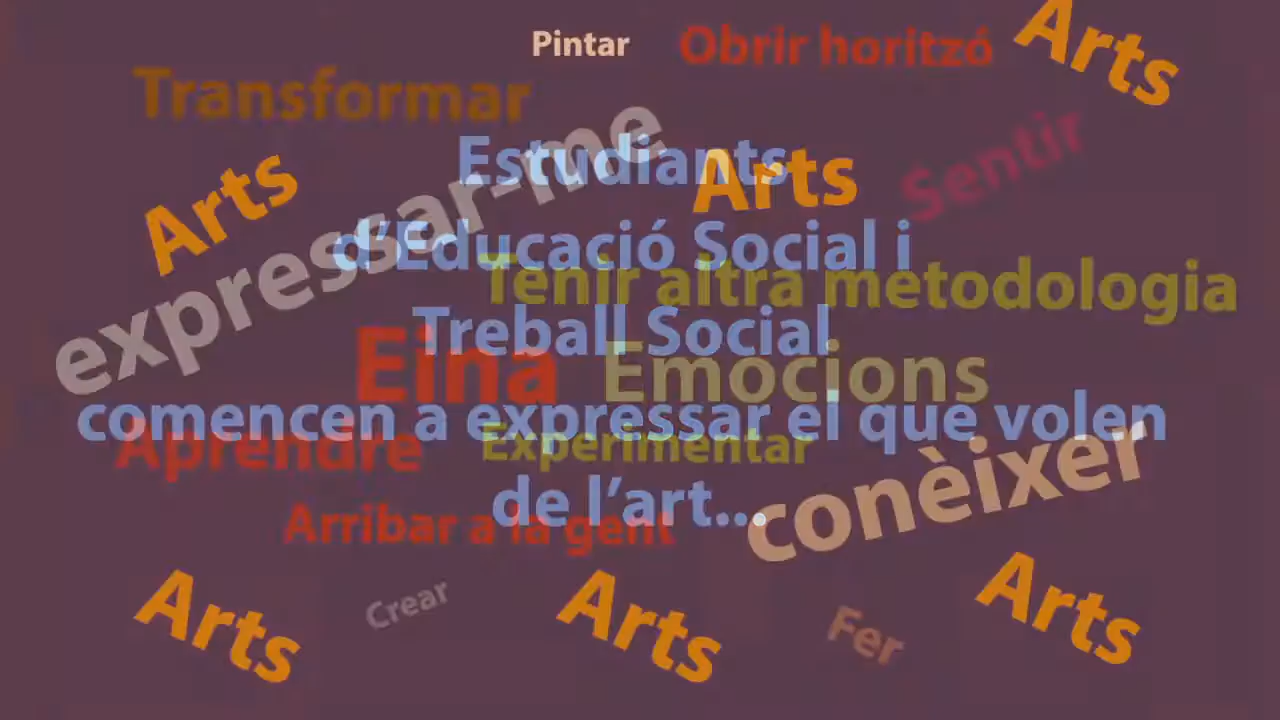 Pintar
Obrir horitzó
Arts
Transformar
expressar-me
Arts
Arts
Sentir
Estudiants
d'Educació Social i
Treball Social
comencen a expressar el que volen
de l'art...
Tenir altra metodologia
Eina
Emocions
Aprendre
Experimentar
conèixer
Arribar a la gent
Arts
Crear
Arts
Fer
Arts